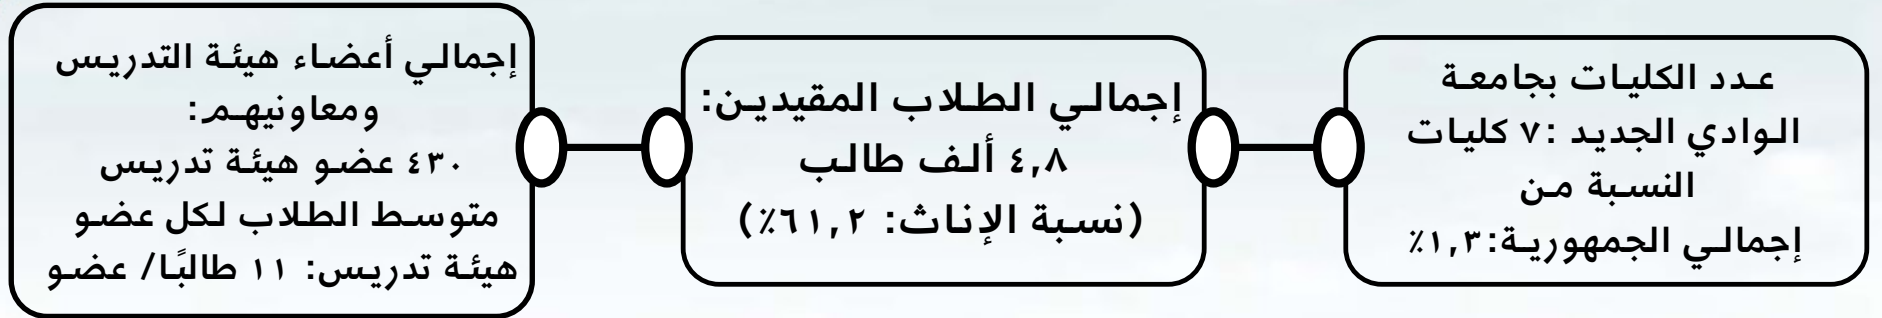 عدد الكليات بجامعة
الوادي الجديد :٧ كليات
النسبة من
إجمالي الجمهورية:١,٣٪
إجمالي الطلاب المقيدين:
٤,٨ ألف طالب
(نسبة الإناث: ٦١,٢٪)
إجمالي أعضاء هيئة التدريس
ومعاونيهم:
٤٣٠ عضو هيئة تدريس
متوسط الطلاب لكل عضو
هيئة تدريس: ١١ طالبًا/ عضو